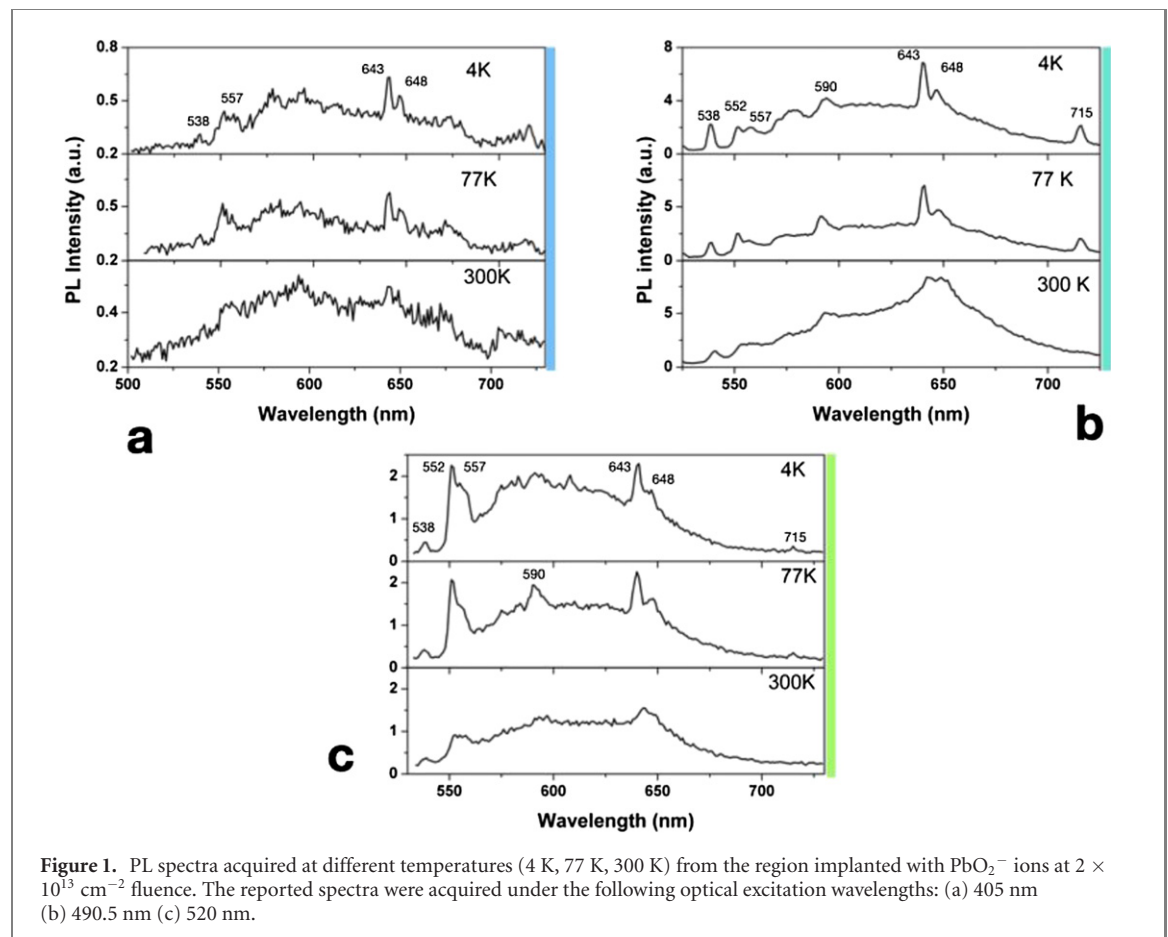 0.8
643
4K
648
557
538
0.5
0.2
77K
0.5
0.2
300K
0.4
0.2
500 550 600 650 700
PL Intensity (a.u.)
Wavelength (nm)
a
8
643
4K
648
590
538 552 557
715
4
0
77 K
5
0
300 K
5
0
550 600 650 700
PL intensity (a.u.)
Wavelength (nm)
b
552 557 643 4K
648
2
538
715
1
0
77K
590
2
1
0
300K
2
1
0
550 600 650 700
c
Wavelength (nm)
Figure 1. PL spectra acquired at different temperatures (4 K, 77 K, 300 K) from the region implanted with PbO₂⁻ ions at 2 ×
10¹³ cm⁻² fluence. The reported spectra were acquired under the following optical excitation wavelengths: (a) 405 nm
(b) 490.5 nm (c) 520 nm.